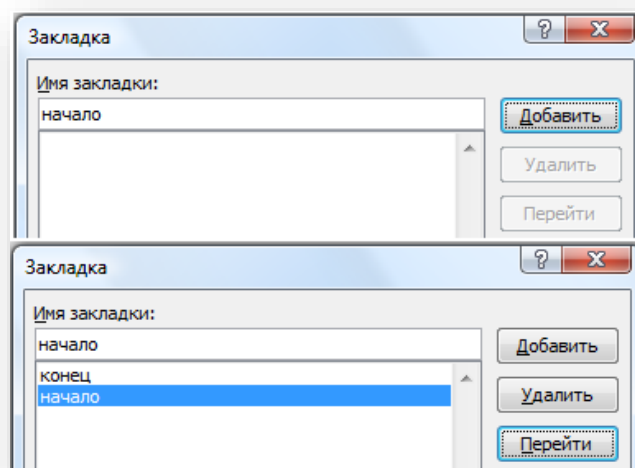 Закладка
Имя закладки:
начало
Добавить
Удалить
Перейти
Закладка
Имя закладки:
начало
Добавить
конец
начало
Удалить
Перейти